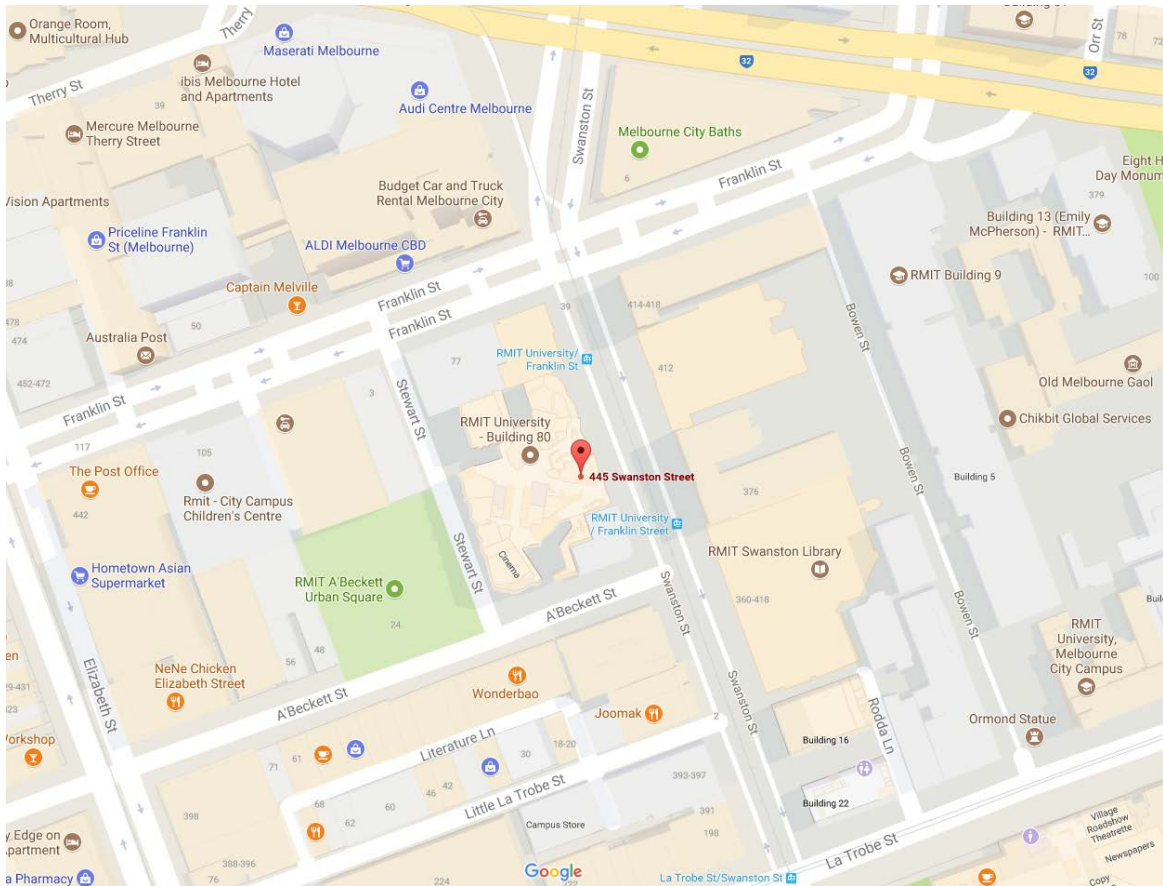 Orange Room,
Multicultural Hub
Therry
Maserati Melbourne
Orr St
78
72
32
32
ibis Melbourne Hotel
and Apartments
Therry St
39
Audi Centre Melbourne
Swanston St
Melbourne City Baths
6
Mercure Melbourne
Therry Street
Franklin St
Eight H
Day Monum
379
Budget Car and Truck
Rental Melbourne City
Vision Apartments
Building 13 (Emily
McPherson) - RMIT...
Priceline Franklin
St (Melbourne)
ALDI Melbourne CBD
RMIT Building 9
100
Captain Melville
Franklin St
Franklin St
39
414-418
Bowen St
478
474
50
Australia Post
RMIT University/
Franklin St
77
412
452-472
Old Melbourne Gaol
3
Stewart St
Franklin St
RMIT University
- Building 80
Chikbit Global Services
117
105
The Post Office
445 Swanston Street
Bowen St
Building 5
Rmit - City Campus
Children's Centre
376
442
RMIT University
/ Franklin Street
RMIT Swanston Library
Hometown Asian
Supermarket
Stewart St
Cinema
RMIT A'Beckett
Urban Square
Swanston St
A'Beckett St
360-418
Bowen St
24
RMIT
University,
Melbourne
City Campus
48
56
NeNe Chicken
Elizabeth Street
Elizabeth St
Wonderbao
A'Beckett St
Swanston St
Joomak
2
Rodda Ln
Ormond Statue
Literature Ln
Building 16
18-20
30
61
71
393-397
Little La Trobe St
42
46
60
68
62
Building 22
391
398
Campus Store
198
La Trobe St
Village
Roadshow
Theatrette
Newspapers
y Edge on
Apartment
388-396
Google
a Pharmacy
76
224
572
La Trobe St/Swanston St
Copy